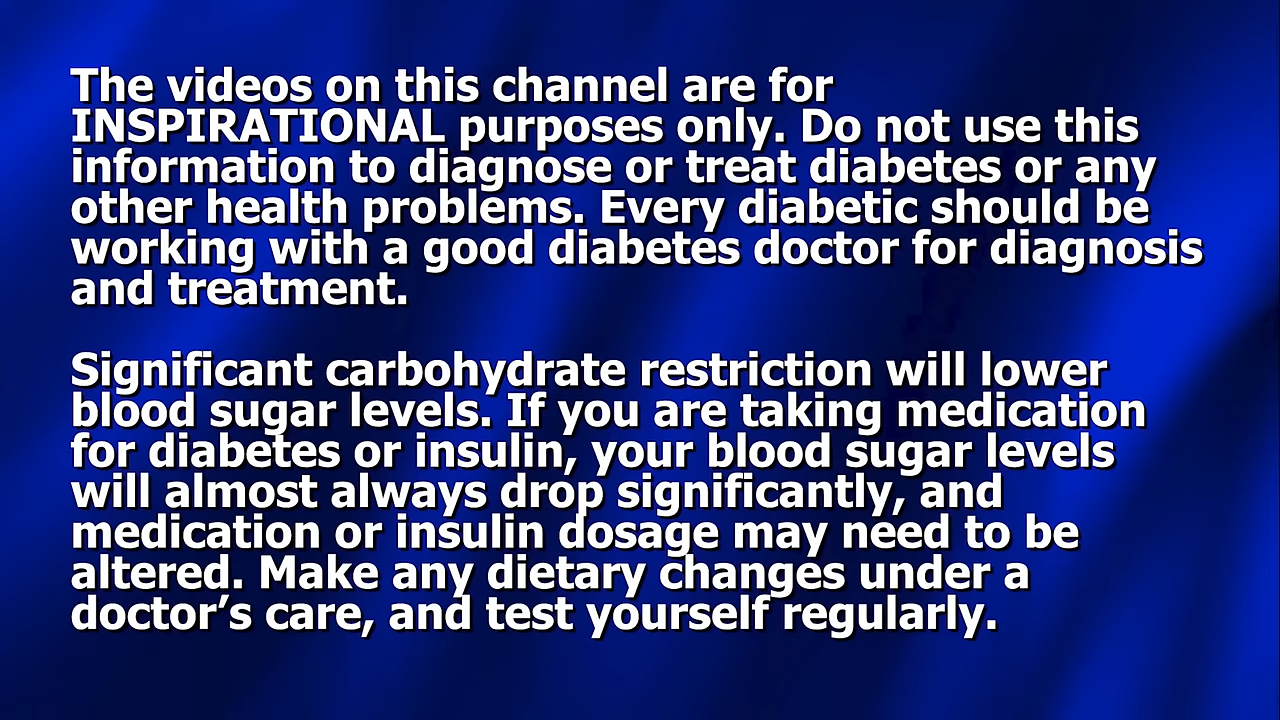 The videos on this channel are for
INSPIRATIONAL purposes only. Do not use this
information to diagnose or treat diabetes or any
other health problems. Every diabetic should be
working with a good diabetes doctor for diagnosis
and treatment.
Significant carbohydrate restriction will lower
blood sugar levels. If you are taking medication
for diabetes or insulin, your blood sugar levels
will almost always drop significantly, and
medication or insulin dosage may need to be
altered. Make any dietary changes under a
doctor’s care, and test yourself regularly.